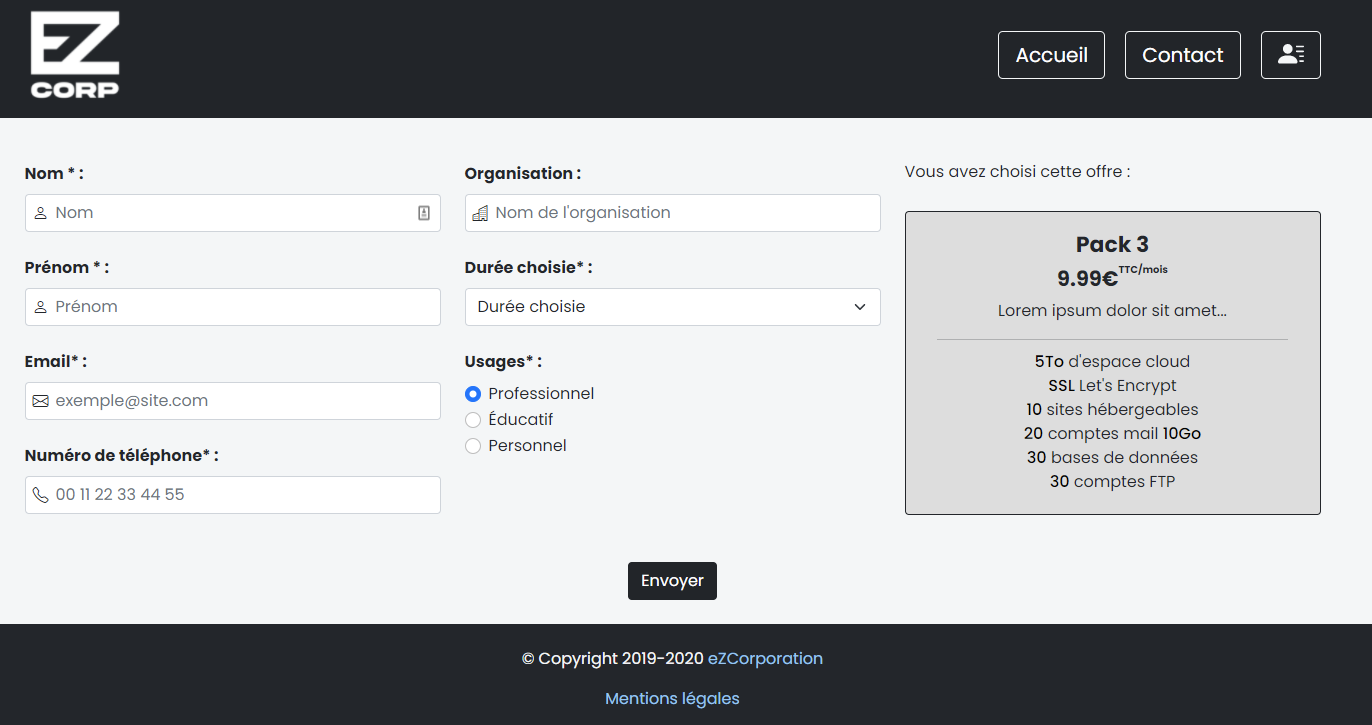 EZ
CORP
Accueil
Contact
Nom * :
Nom
Prénom * :
Prénom
Email* :
exemple@site.com
Numéro de téléphone* :
00 11 22 33 44 55
Organisation :
Nom de l'organisation
Durée choisie* :
Durée choisie
Usages* :
Professionnel
Éducatif
Personnel
Vous avez choisi cette offre :
Pack 3
9.99€TTC/mois
Lorem ipsum dolor sit amet...
5To d'espace cloud
SSL Let's Encrypt
10 sites hébergeables
20 comptes mail 10Go
30 bases de données
30 comptes FTP
Envoyer
© Copyright 2019-2020 eZCorporation
Mentions légales